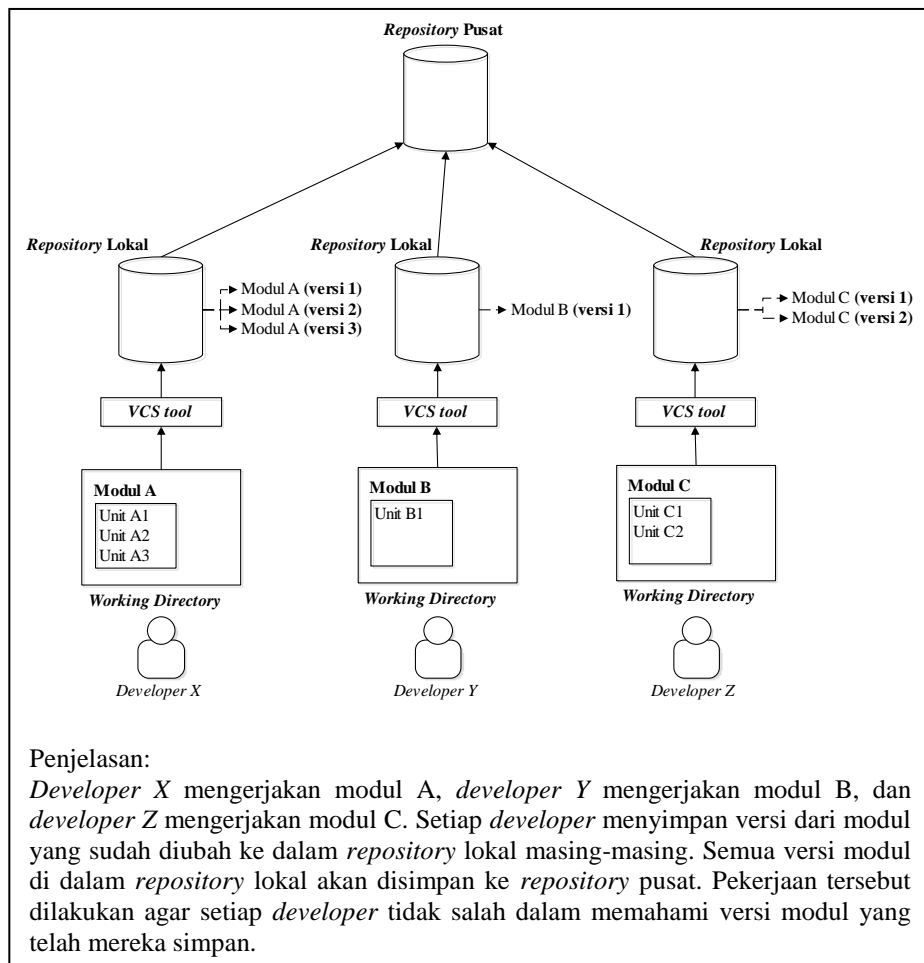 Repository Pusat
Repository Lokal
Repository Lokal
Repository Lokal
Modul A (versi 1)
Modul A (versi 2)
Modul A (versi 3)
Modul B (versi 1)
Modul C (versi 1)
Modul C (versi 2)
VCS tool
VCS tool
VCS tool
Modul A
Unit A1
Unit A2
Unit A3
Modul B
Unit B1
Modul C
Unit C1
Unit C2
Working Directory
Working Directory
Working Directory
Developer X
Developer Y
Developer Z
Penjelasan:
Developer X mengerjakan modul A, developer Y mengerjakan modul B, dan
developer Z mengerjakan modul C. Setiap developer menyimpan versi dari modul
yang sudah diubah ke dalam repository lokal masing-masing. Semua versi modul
di dalam repository lokal akan disimpan ke repository pusat. Pekerjaan tersebut
dilakukan agar setiap developer tidak salah dalam memahami versi modul yang
telah mereka simpan.